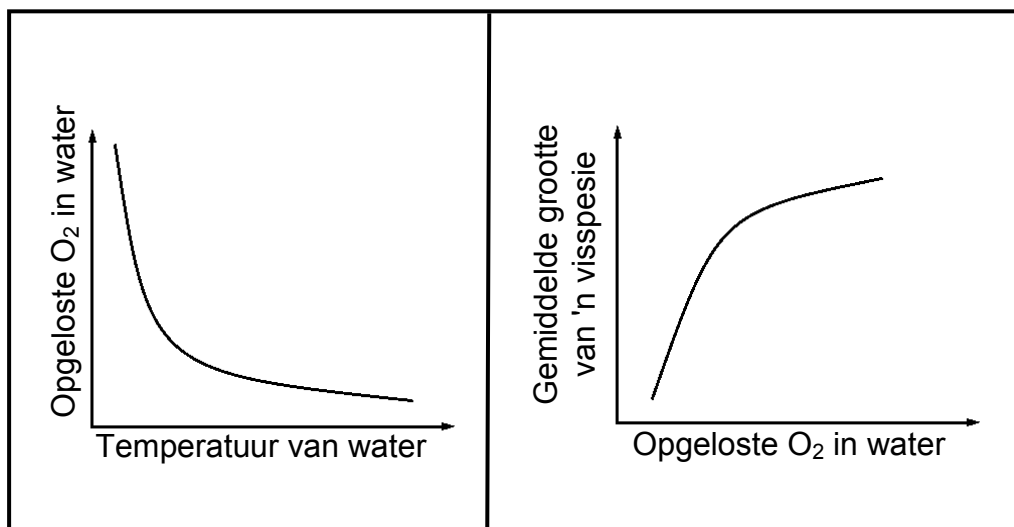 Opgeloste O₂ in water
Temperatuur van water
Gemiddelde grootte
van 'n visspesie
Opgeloste O₂ in water